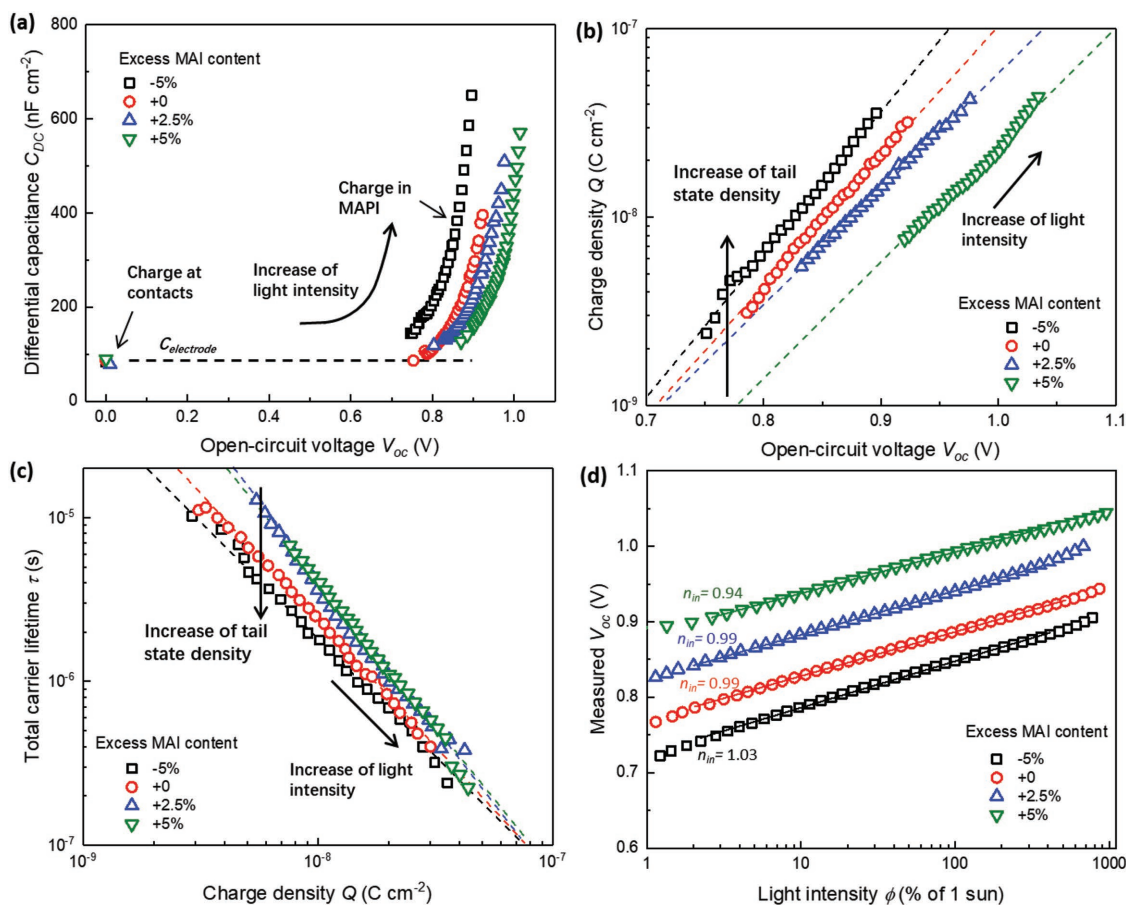 (a)
800
600
400
200
0
Differential capacitance C_DC (nF cm⁻²)
Excess MAI content
-5%
+0
+2.5%
+5%
Charge at
contacts
C_electrode
Increase of
light intensity
Charge in
MAPI
0.0 0.2 0.4 0.6 0.8 1.0
Open-circuit voltage V_oc (V)
(b)
10⁻⁷
10⁻⁸
10⁻⁹
Charge density Q (C cm⁻²)
Increase of tail
state density
Increase of light
intensity
Excess MAI content
-5%
+0
+2.5%
+5%
0.7 0.8 0.9 1.0 1.1
Open-circuit voltage V_oc (V)
(c)
10⁻⁵
10⁻⁶
10⁻⁷
Total carrier lifetime τ (s)
Increase of tail
state density
Increase of light
intensity
Excess MAI content
-5%
+0
+2.5%
+5%
10⁻⁹ 10⁻⁸ 10⁻⁷
Charge density Q (C cm⁻²)
(d)
1.1
1.0
0.9
0.8
0.7
0.6
Measured V_oc (V)
n_in= 0.94
n_in= 0.99
n_in= 0.99
n_in= 1.03
Excess MAI content
-5%
+0
+2.5%
+5%
1 10 100 1000
Light intensity ϕ (% of 1 sun)